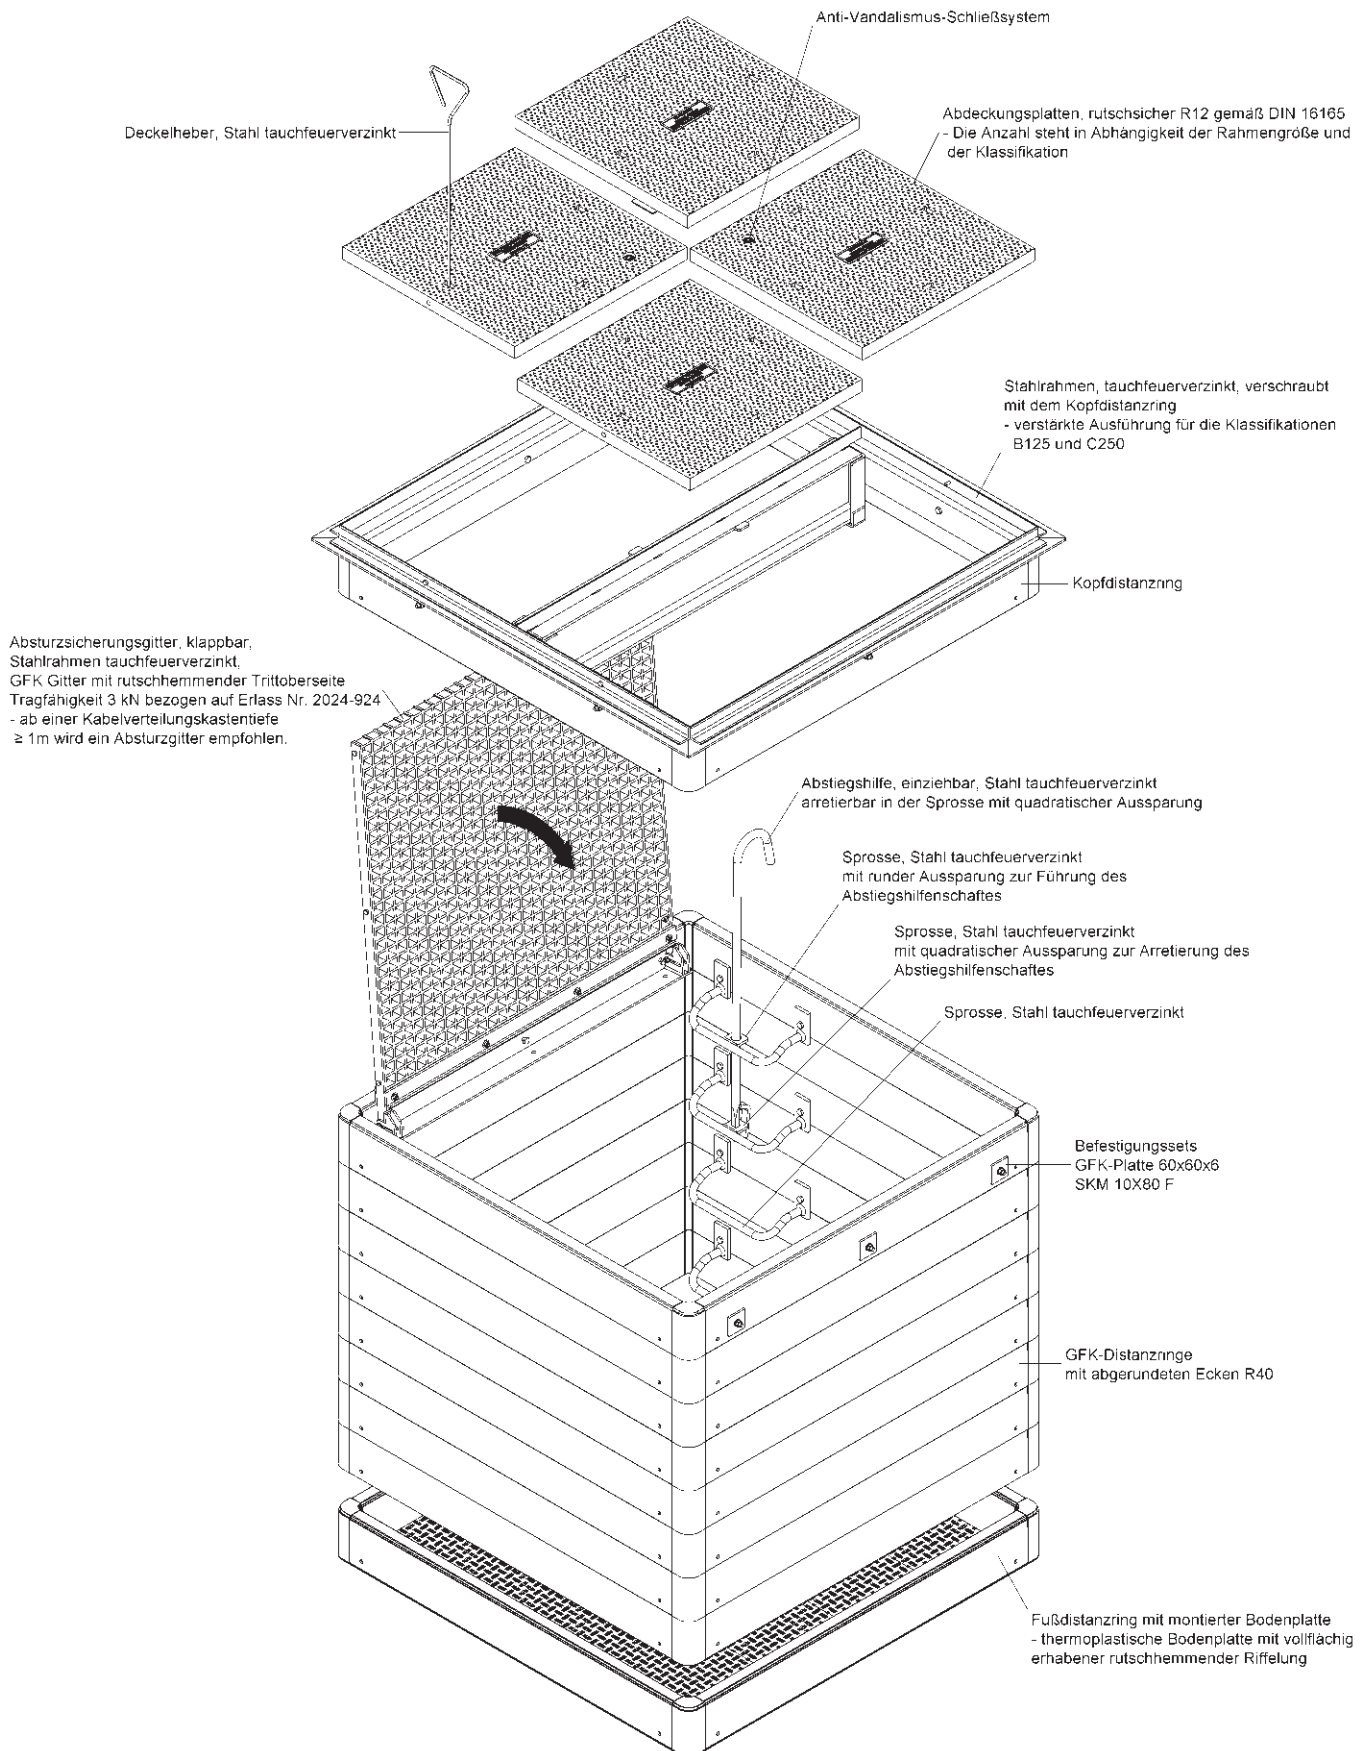 Anti-Vandalismus-Schließsystem
Deckelheber, Stahl tauchfeuerverzinkt
Abdeckungsplatten, rutschsicher R12 gemäß DIN 16165
- Die Anzahl steht in Abhängigkeit der Rahmengröße und
der Klassifikation
Stahlrahmen, tauchfeuerverzinkt, verschraubt
mit dem Kopfdistanzring
- verstärkte Ausführung für die Klassifikationen
B125 und C250
Kopfdistanzring
Absturzsicherungsgitter, klappbar,
Stahlrahmen tauchfeuerverzinkt,
GFK Gitter mit rutschhemmender Trittoberseite
Tragfähigkeit 3 kN bezogen auf Erlass Nr. 2024-924
- ab einer Kabelverteilungskastentiefe
≥ 1m wird ein Absturzgitter empfohlen.
Abstiegshilfe, einziehbar, Stahl tauchfeuerverzinkt
arretierbar in der Sprosse mit quadratischer Aussparung
Sprosse, Stahl tauchfeuerverzinkt
mit runder Aussparung zur Führung des
Abstiegshilfenschaftes
Sprosse, Stahl tauchfeuerverzinkt
mit quadratischer Aussparung zur Arretierung des
Abstiegshilfenschaftes
Sprosse, Stahl tauchfeuerverzinkt
Befestigungssets
GFK-Platte 60x60x6
SKM 10X80 F
GFK-Distanzringe
mit abgerundeten Ecken R40
Fußdistanzring mit montierter Bodenplatte
- thermoplastische Bodenplatte mit vollflächig
erhabener rutschhemmender Riffelung